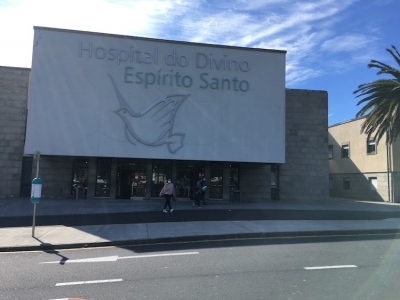 Hospital do Divino
Espírito Santo